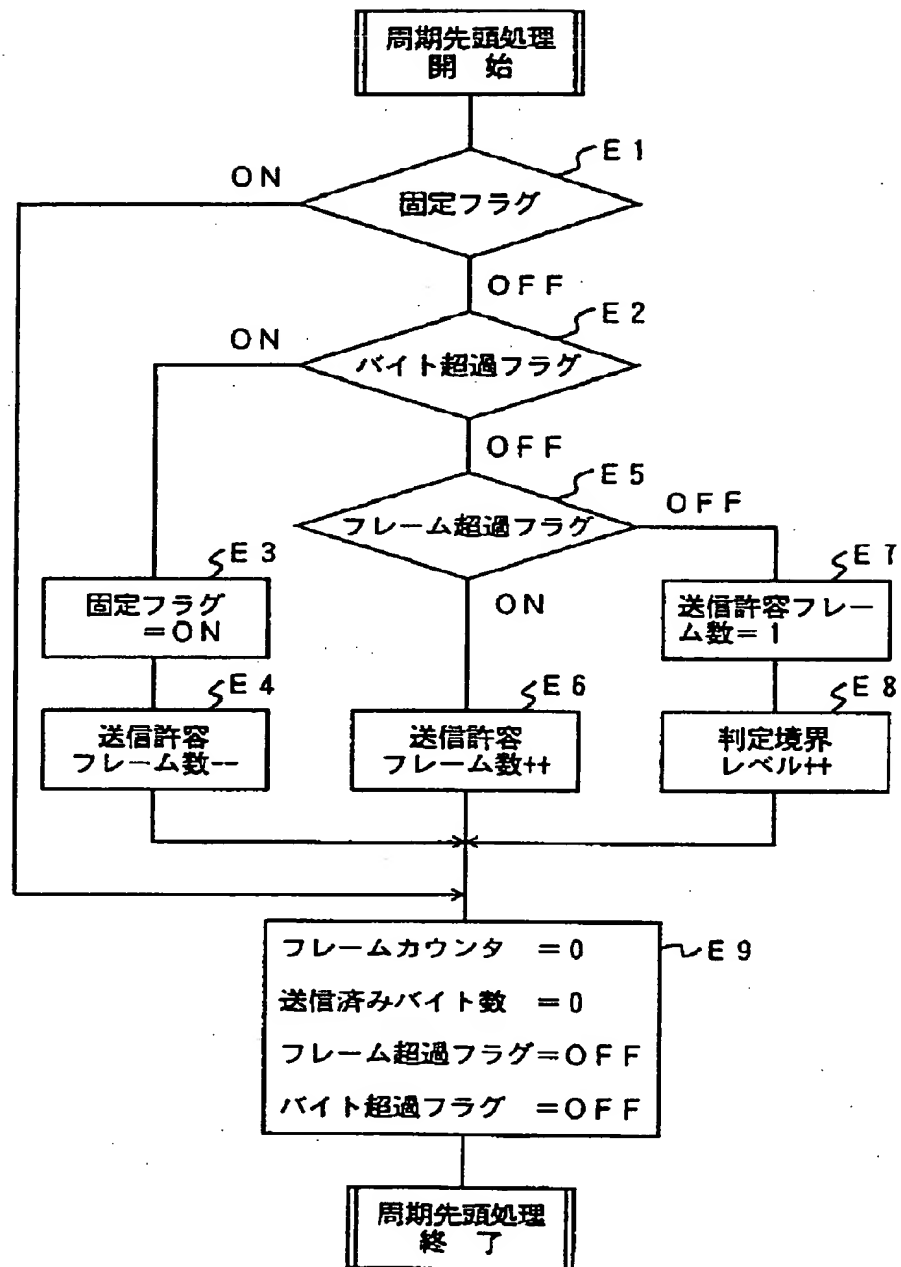 周期先頭処理
開 始
E1
ON
固定フラグ
OFF
E2
ON
バイト超過フラグ
OFF
E5
OFF
フレーム超過フラグ
E3
固定フラグ
=ON
ON
E7
送信許容フレー
ム数=1
E4
送信許容
フレーム数--
E6
送信許容
フレーム数++
E8
判定境界
レベル++
フレームカウンタ =0
E9
送信済みバイト数 =0
フレーム超過フラグ=OFF
バイト超過フラグ =OFF
周期先頭処理
終 了